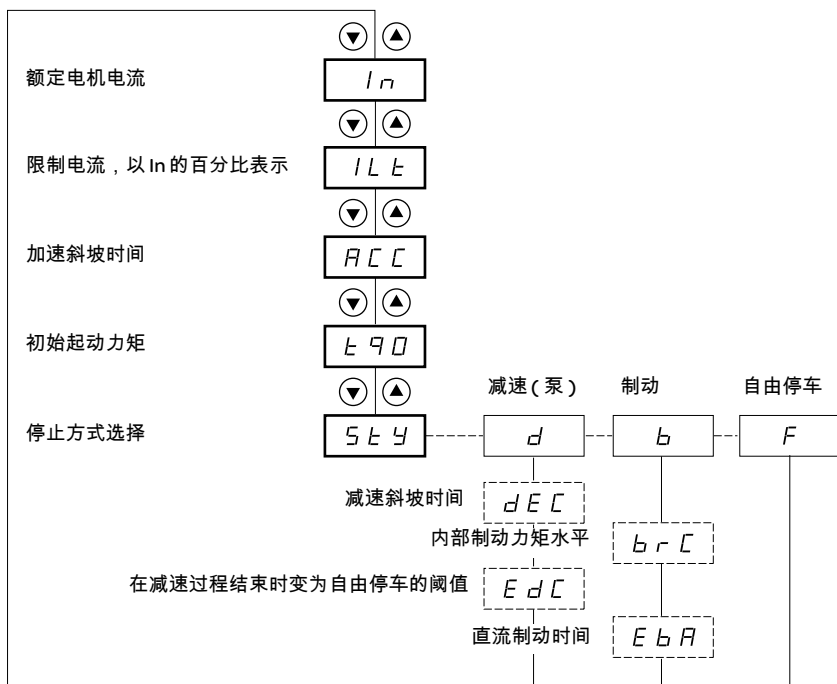 额定电机电流
In
限制电流，以In的百分比表示
ILt
加速斜坡时间
ACC
初始起动力矩
tq0
减速(泵) 制动 自由停车
停止方式选择
StY d b F
减速斜坡时间
dEC
内部制动力矩水平
brC
在减速过程结束时变为自由停车的阈值
EdC
直流制动时间
EbA